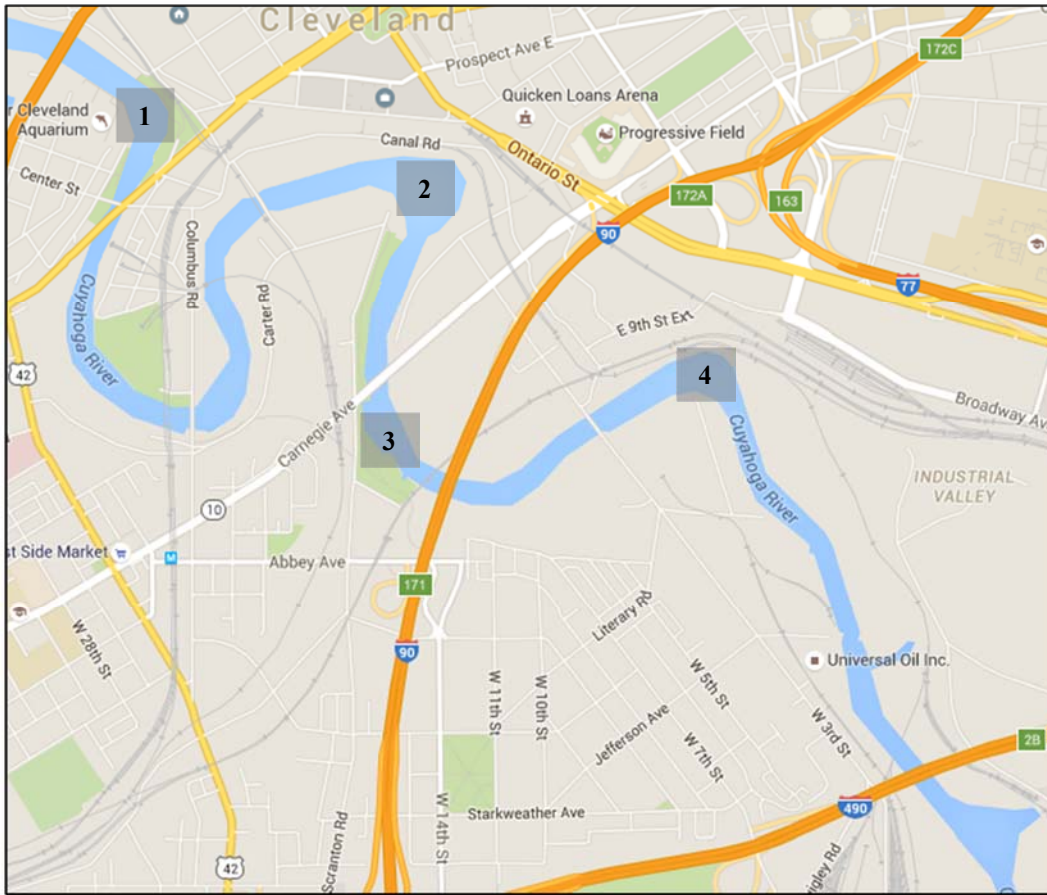 Cleveland
172C
Prospect Ave E
r Cleveland
Aquarium
1
Quicken Loans Arena
Progressive Field
Canal Rd
Ontario St
Center St
2
172A
163
90
77
Columbus Rd
Cuyahoga River
Carter Rd
E 9th St Ext
42
4
Broadway Av
Carnegie Ave
3
Cuyahoga River
INDUSTRIAL
VALLEY
10
st Side Market
M
Abbey Ave
171
W 28th St
Literary Rd
90
Universal Oil Inc.
W 11th St
W 10th St
W 5th St
Jefferson Ave
W 7th St
W 3rd St
2B
490
Starkweather Ave
Scranton Rd
W 14th St
42
igley Rd